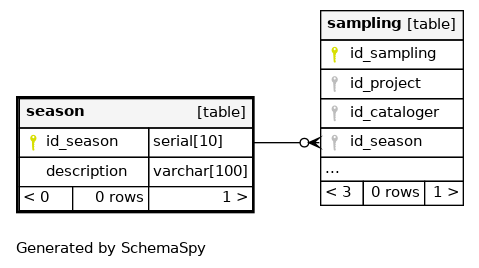 sampling [table]
id_sampling
id_project
id_cataloger
id_season
...
< 3 0 rows 1 >
season [table]
id_season serial[10]
description varchar[100]
< 0 0 rows 1 >
Generated by SchemaSpy